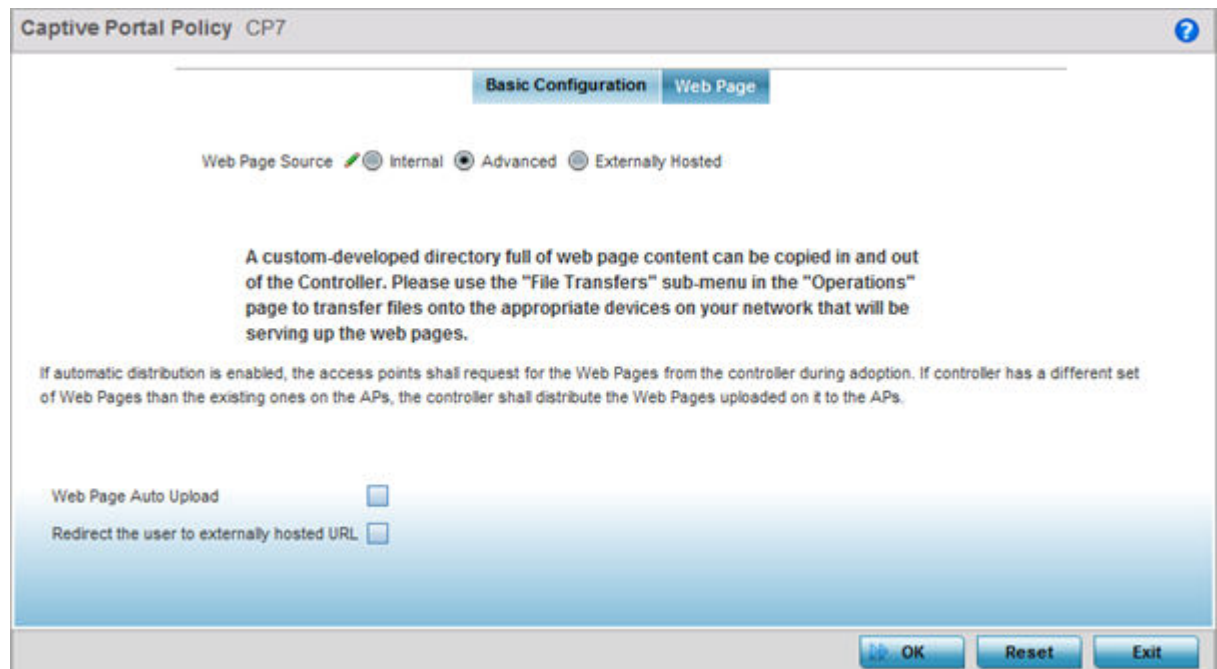 Captive Portal Policy CP7
Basic Configuration Web Page
Web Page Source Internal Advanced Externally Hosted
A custom-developed directory full of web page content can be copied in and out
of the Controller. Please use the "File Transfers" sub-menu in the "Operations"
page to transfer files onto the appropriate devices on your network that will be
serving up the web pages.
If automatic distribution is enabled, the access points shall request for the Web Pages from the controller during adoption. If controller has a different set
of Web Pages than the existing ones on the APs, the controller shall distribute the Web Pages uploaded on it to the APs.
Web Page Auto Upload
Redirect the user to externally hosted URL
OK Reset Exit